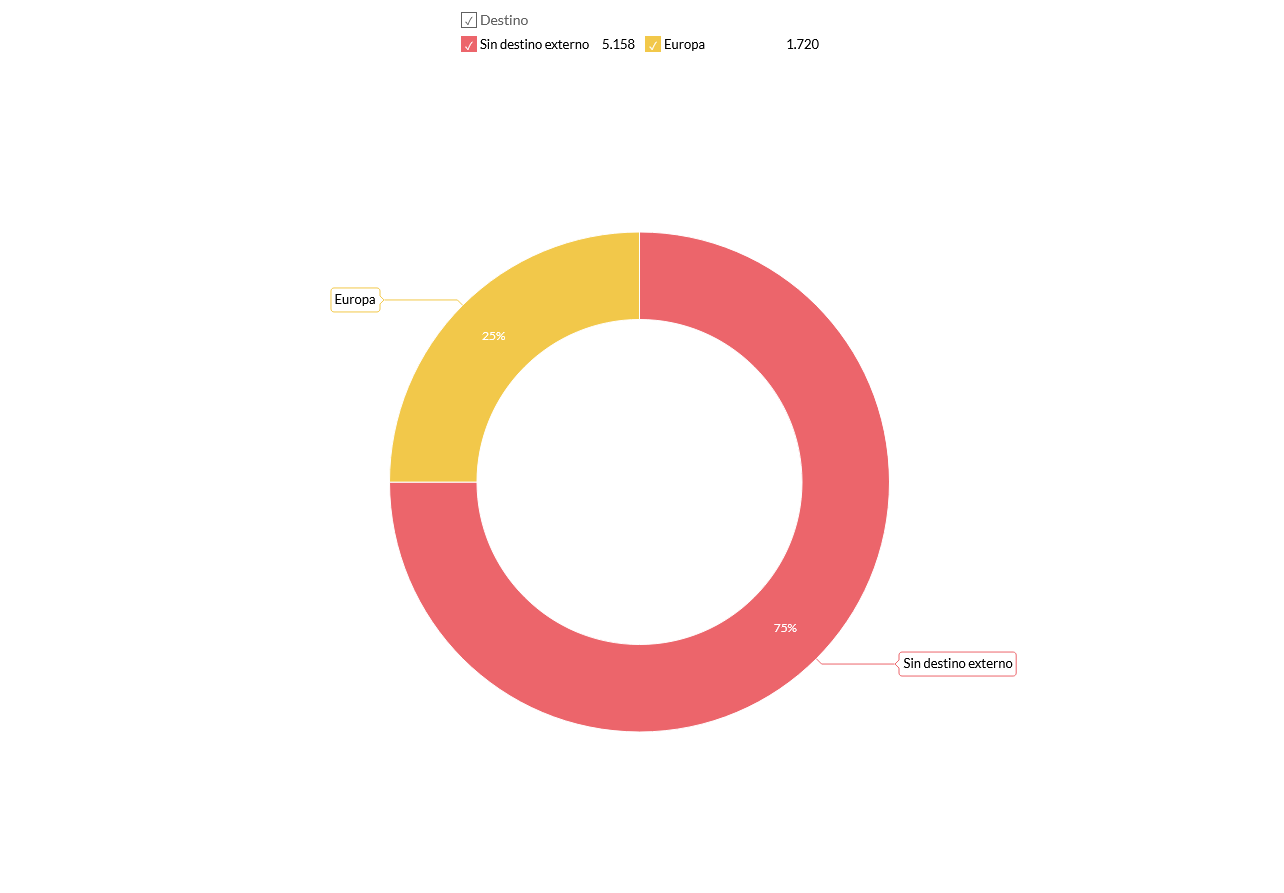 Destino
Sin destino externo 5.158 Europa 1.720
Europa
25%
75%
Sin destino externo